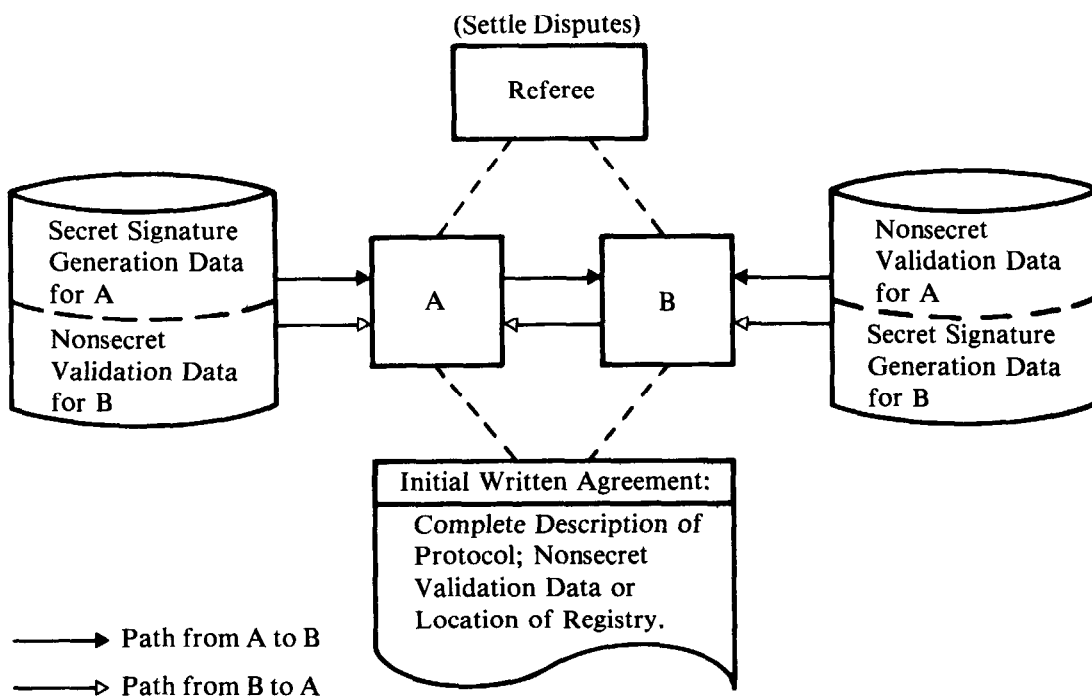 (Settle Disputes)
Referee
Secret Signature
Generation Data
for A
Nonsecret
Validation Data
for B
A
B
Nonsecret
Validation Data
for A
Secret Signature
Generation Data
for B
Initial Written Agreement:
Complete Description of
Protocol; Nonsecret
Validation Data or
Location of Registry.
Path from A to B
Path from B to A